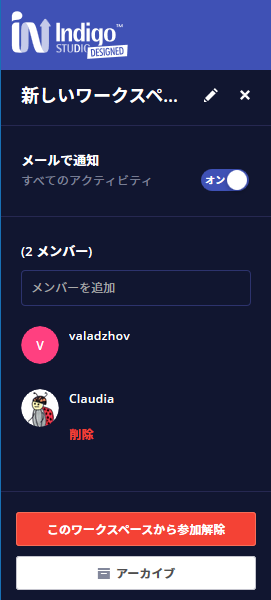 Indigo™
STUDIO DESIGNED
新しいワークスペ...
メールで通知
すべてのアクティビティ
オン
(2 メンバー)
メンバーを追加
V
valadzhov
Claudia
削除
このワークスペースから参加解除
アーカイブ